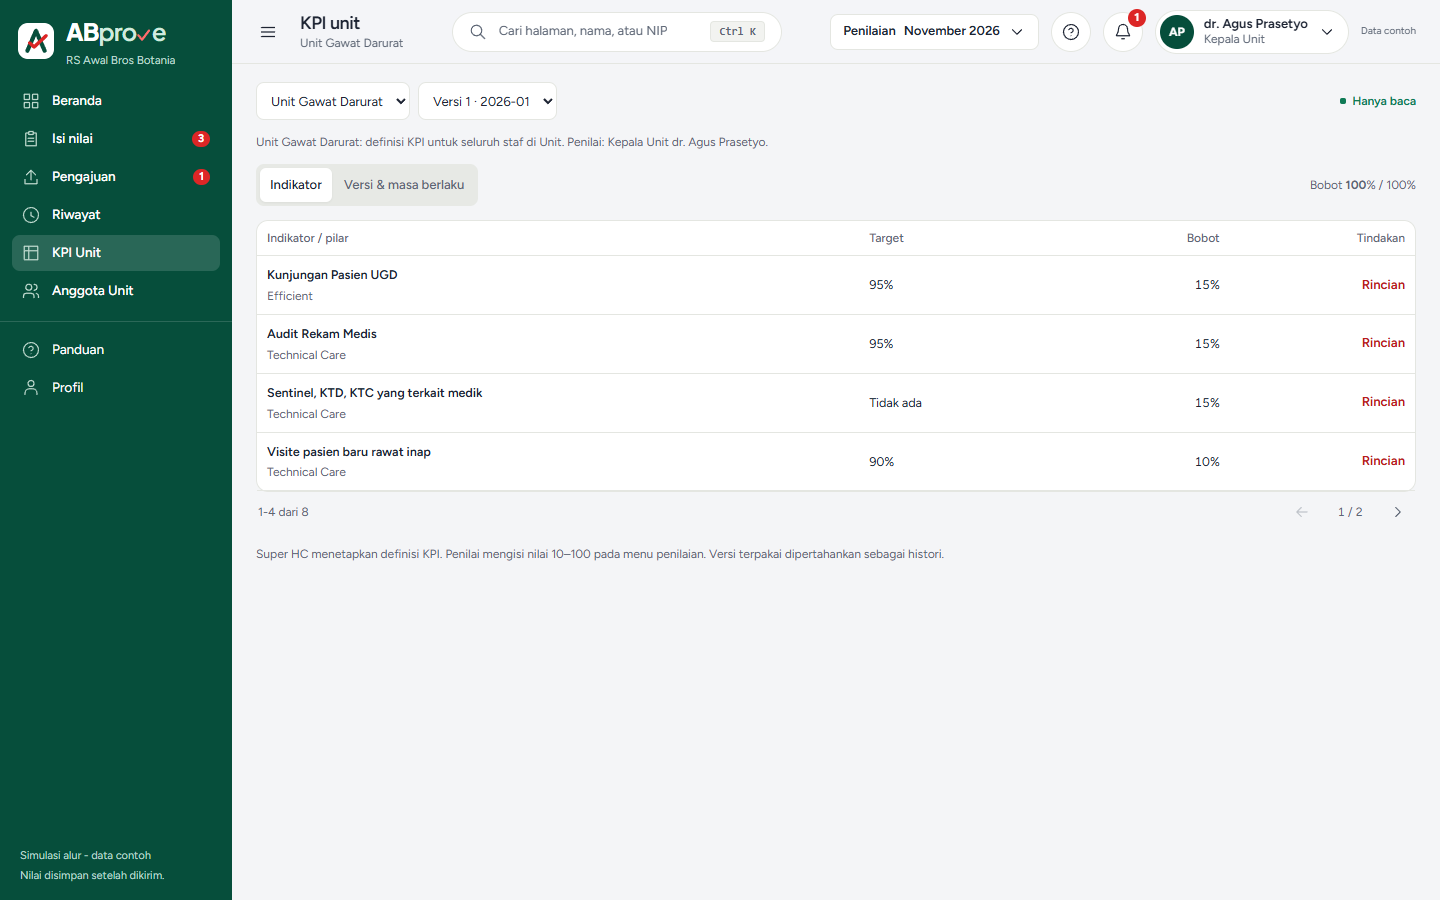 ABprove
RS Awal Bros Botania
Beranda
Isi nilai 3
Pengajuan 1
Riwayat
KPI Unit
Anggota Unit
Panduan
Profil
Simulasi alur - data contoh
Nilai disimpan setelah dikirim.
KPI unit
Unit Gawat Darurat
Cari halaman, nama, atau NIP Ctrl K
Penilaian November 2026
1
AP
dr. Agus Prasetyo
Kepala Unit
Data contoh
Unit Gawat Darurat Versi 1 · 2026-01 Hanya baca
Unit Gawat Darurat: definisi KPI untuk seluruh staf di Unit. Penilai: Kepala Unit dr. Agus Prasetyo.
Indikator Versi & masa berlaku Bobot 100% / 100%
Indikator / pilar Target Bobot Tindakan
Kunjungan Pasien UGD
Efficient
95% 15% Rincian
Audit Rekam Medis
Technical Care
95% 15% Rincian
Sentinel, KTD, KTC yang terkait medik
Technical Care
Tidak ada 15% Rincian
Visite pasien baru rawat inap
Technical Care
90% 10% Rincian
1-4 dari 8 1 / 2
Super HC menetapkan definisi KPI. Penilai mengisi nilai 10–100 pada menu penilaian. Versi terpakai dipertahankan sebagai histori.